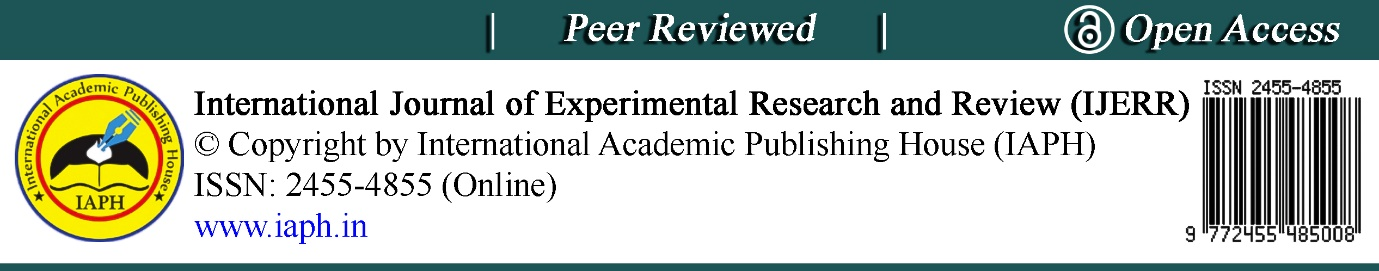 | Peer Reviewed | Open Access
International Academic Publishing House
IAPH
International Journal of Experimental Research and Review (IJERR)
© Copyright by International Academic Publishing House (IAPH)
ISSN: 2455-4855 (Online)
www.iaph.in
ISSN 2455-4855
9 772455 485008